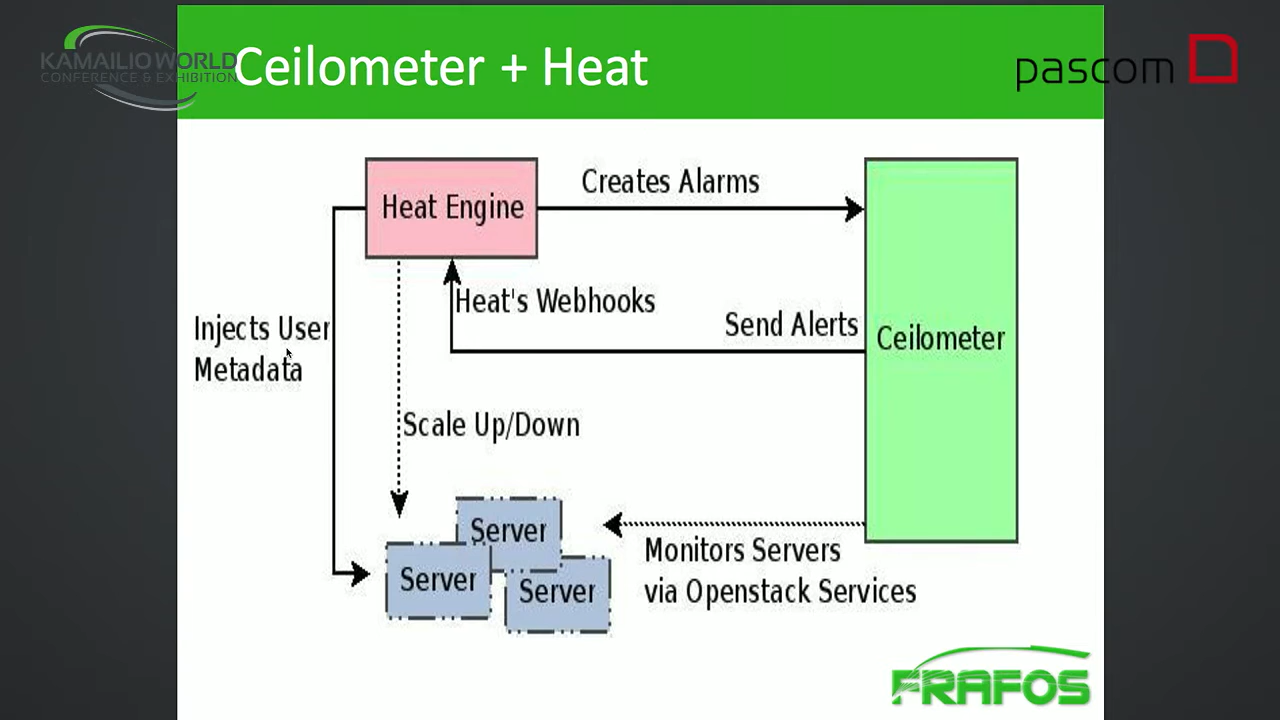 KAMAILIO WORLD
CONFERENCE & EXHIBITION
Ceilometer + Heat
pascom
Heat Engine
Creates Alarms
Heat's Webhooks
Send Alerts
Injects User
Metadata
Ceilometer
Scale Up/Down
Server
Server
Server
Monitors Servers
via Openstack Services
FRAFOS